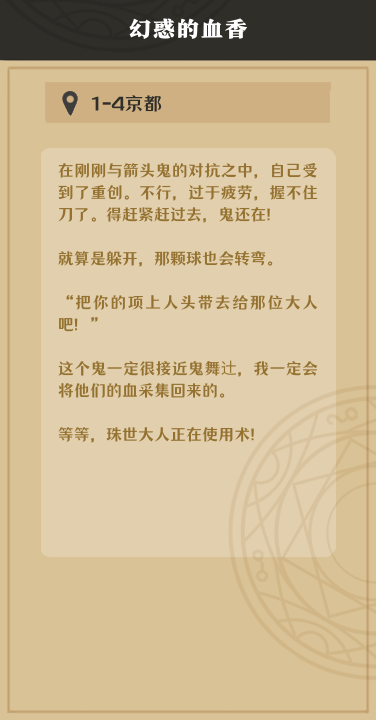 幻惑的血香
1-4京都
在刚刚与箭头鬼的对抗之中，自己受
到了重创。不行，过于疲劳，握不住
刀了。得赶紧赶过去，鬼还在!
就算是躲开，那颗球也会转弯。
“把你的项上人头带去给那位大人
吧! ”
这个鬼一定很接近鬼舞辻，我一定会
将他们的血采集回来的。
等等，珠世大人正在使用术!